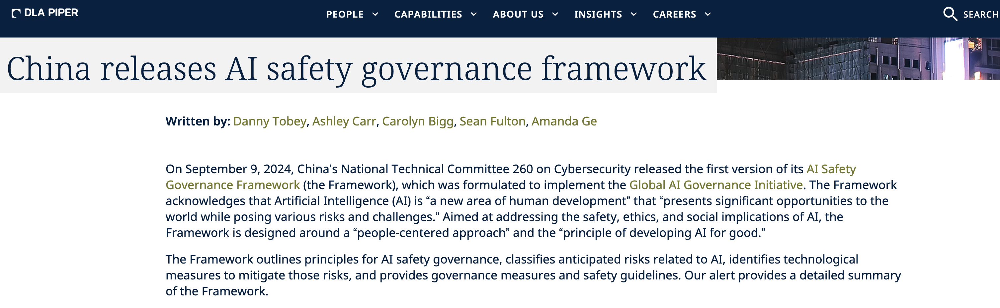 DLA PIPER
PEOPLE
CAPABILITIES
ABOUT US
INSIGHTS
CAREERS
SEARCH
China releases AI safety governance framework
Written by: Danny Tobey, Ashley Carr, Carolyn Bigg, Sean Fulton, Amanda Ge
On September 9, 2024, China’s National Technical Committee 260 on Cybersecurity released the first version of its AI Safety
Governance Framework (the Framework), which was formulated to implement the Global AI Governance Initiative. The Framework
acknowledges that Artificial Intelligence (AI) is “a new area of human development” that “presents significant opportunities to the
world while posing various risks and challenges.” Aimed at addressing the safety, ethics, and social implications of AI, the
Framework is designed around a “people-centered approach” and the “principle of developing AI for good.”
The Framework outlines principles for AI safety governance, classifies anticipated risks related to AI, identifies technological
measures to mitigate those risks, and provides governance measures and safety guidelines. Our alert provides a detailed summary
of the Framework.